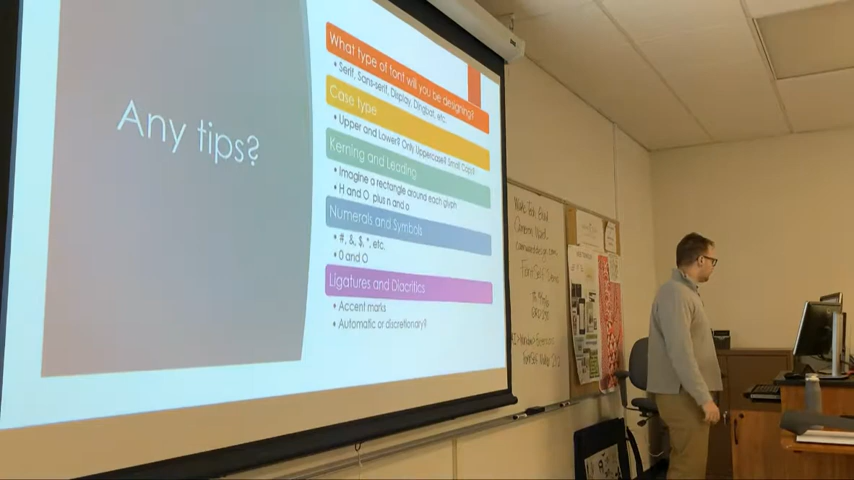 Any tips?
What type of font will you be designing?
• Serif, Sans-serif, Display, Dingbat, etc.
Case type
• Upper and Lower? Only Uppercase? Small Caps?
Kerning and Leading
• Imagine a rectangle around each glyph
• H and O, plus n and o
Numerals and Symbols
• #, &, $, *, etc.
• 0 and O
Ligatures and Diacritics
• Accent marks
• Automatic or discretionary?